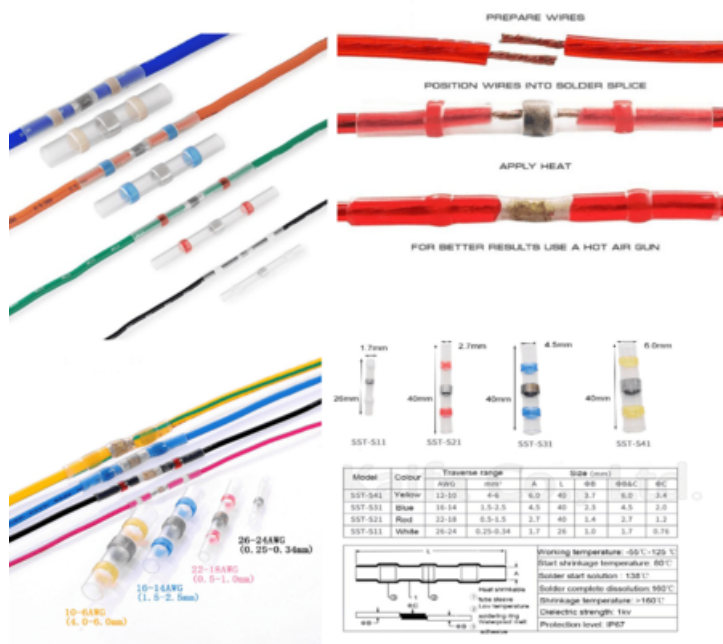 PREPARE WIRES
POSITION WIRES INTO SOLDER SPLICE
APPLY HEAT
FOR BETTER RESULTS USE A HOT AIR GUN
26-24AWG
(0.25-0.34mm)
22-18AWG
(0.5-1.0mm)
16-14AWG
(1.5-2.5mm)
10-6AWG
(4.0-6.0mm)
1.7mm
2.7mm
4.5mm
6.0mm
26mm
40mm
40mm
40mm
SST-S11
SST-S21
SST-S31
SST-S41
Model Colour Traverse range Size (mm)
AWG mm² A L ΦB ΦB&C ΦC
SST-S41 Yellow 12-10 4-6 6.0 40 3.7 6.0 3.4
SST-S31 Blue 16-14 1.5-2.5 4.5 40 2.3 4.5 2.0
SST-S21 Red 22-18 0.5-1.5 2.7 40 1.4 2.7 1.2
SST-S11 White 26-24 0.25-0.34 1.7 26 1.0 1.7 0.76
L
A
ΦC
ΦB
Heat shrinkable
tube sleeve
Low temperature
soldering ring
Waterproof melt
adhesive
Working temperature: -55℃-125 ℃
Start shrinkage temperature: 80℃
Solder start solution : 138℃
Solder complete dissolution: 160℃
Shrinkage temperature: >160℃
Dielectric strength: 1kv
Protection level: IP67